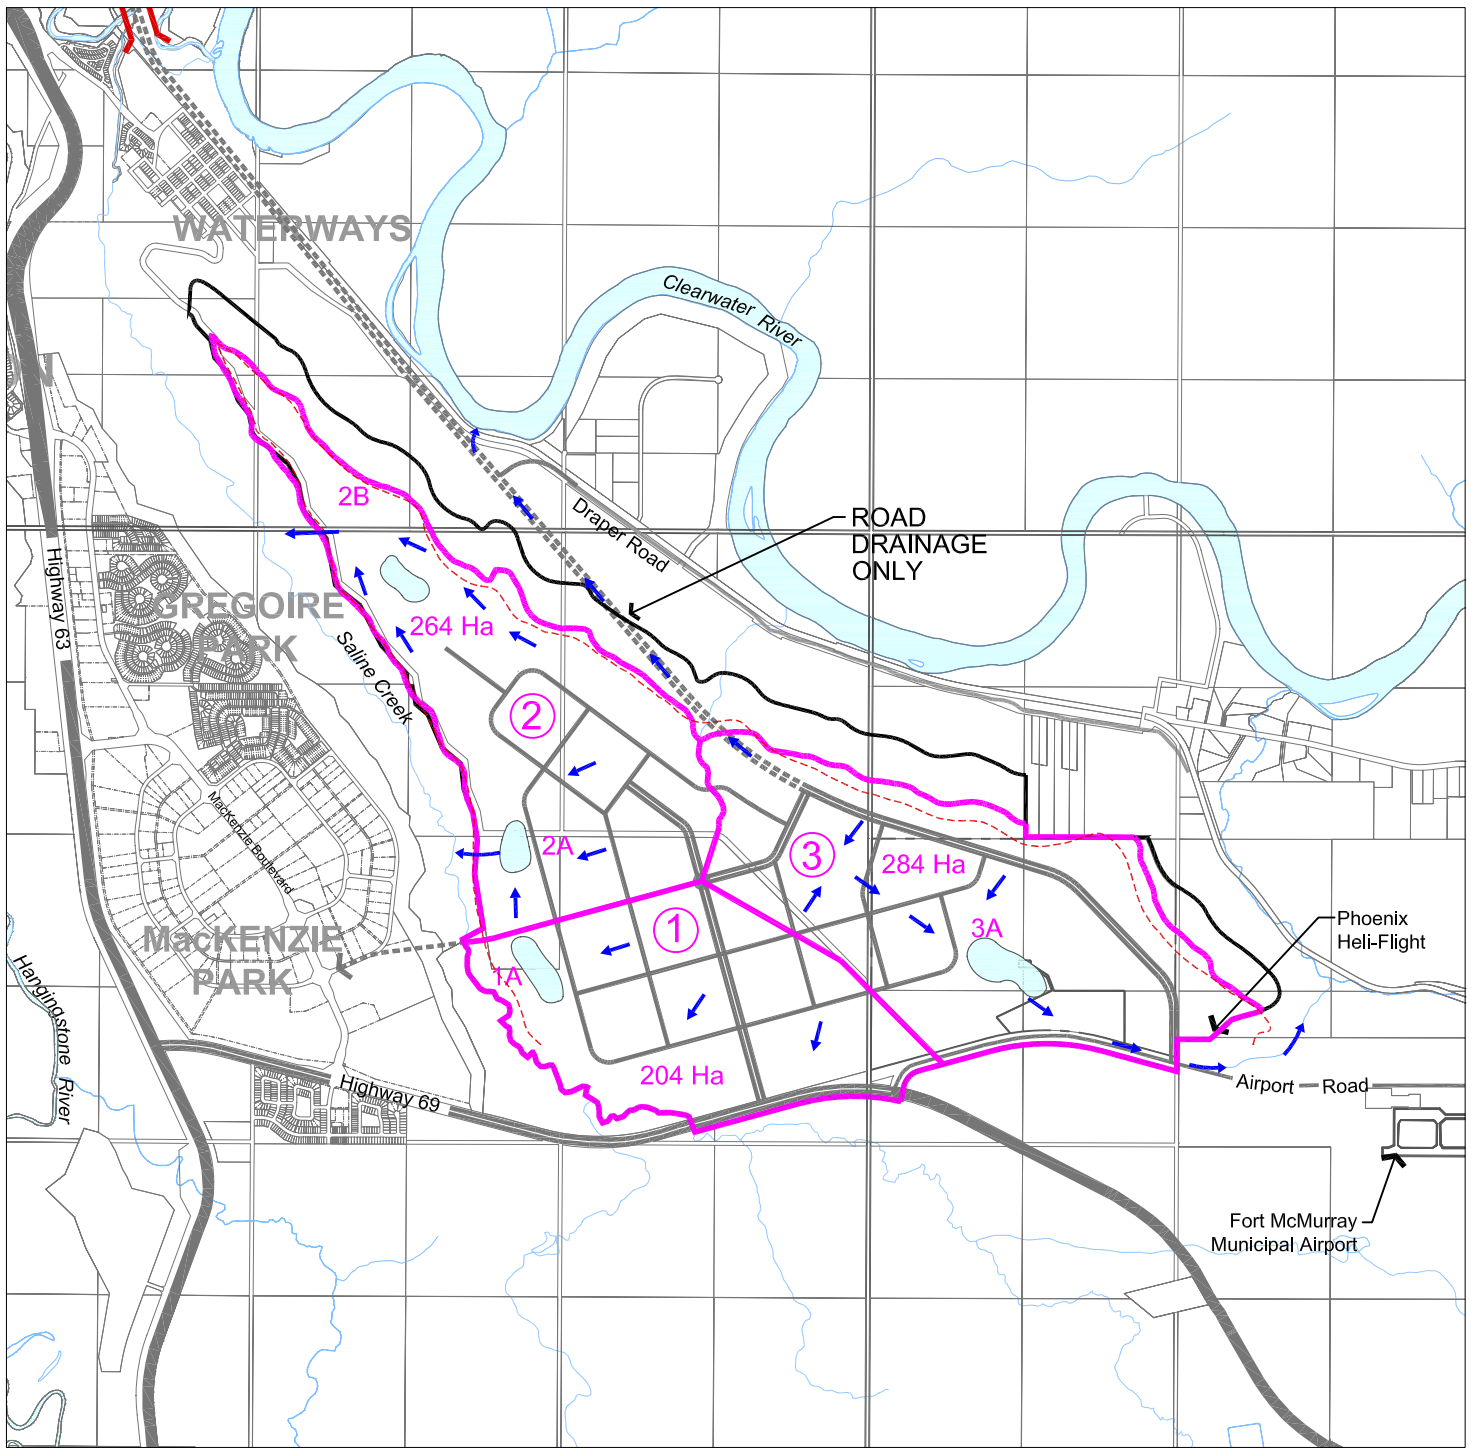 WATERWAYS
Clearwater River
ON
2B
ROAD
DRAINAGE
ONLY
Draper Road
Highway 63
GREGOIRE
PARK
264 Ha
Saline Creek
2
MacKenzie Boulevard
2A
3
284 Ha
MacKENZIE
PARK
1
3A
Phoenix
Heli-Flight
1A
Hangingstone River
204 Ha
Highway 69
Airport Road
Fort McMurray
Municipal Airport